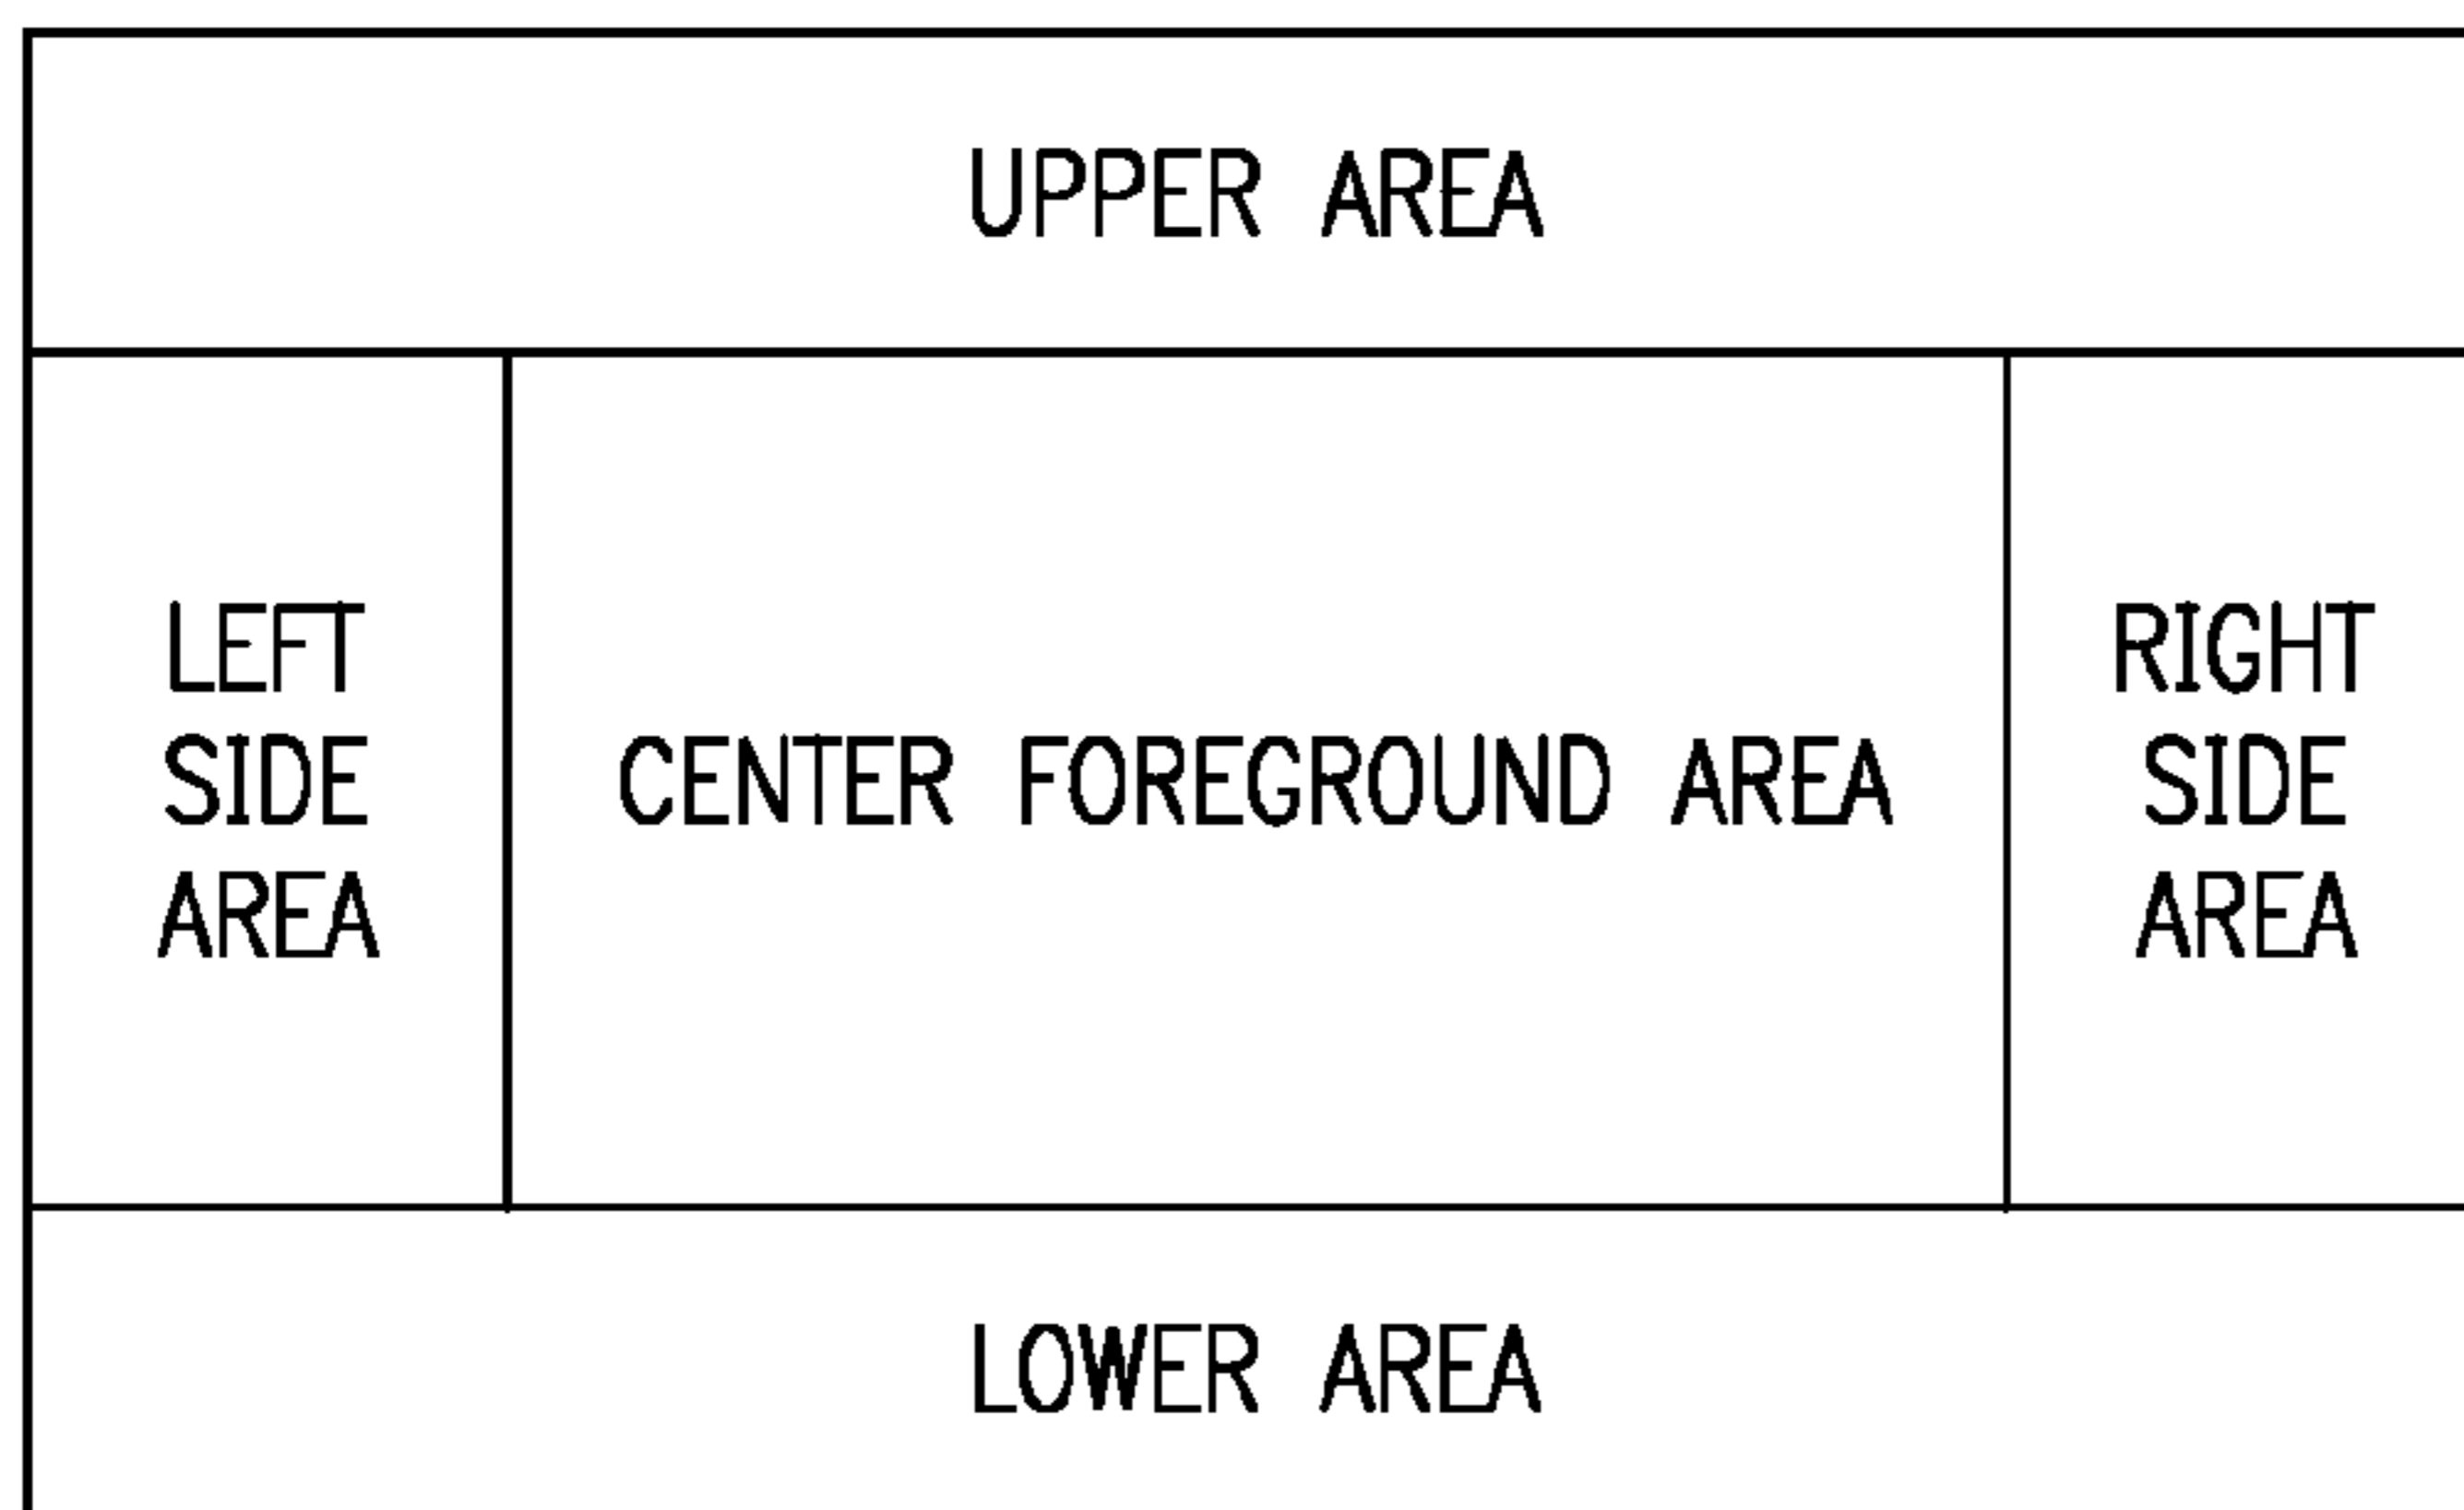 UPPER AREA
LEFT
SIDE
AREA
CENTER FOREGROUND AREA
RIGHT
SIDE
AREA
LOWER AREA